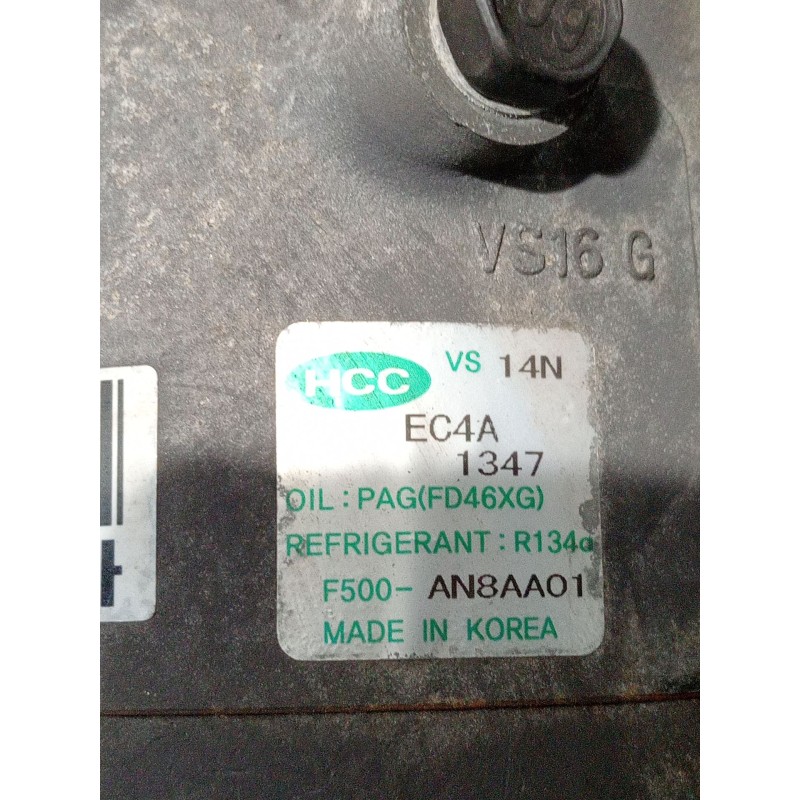 VS16 G
HCC VS 14N
EC4A
1347
OIL : PAG(FD46XG)
REFRIGERANT : R134a
F500- AN8AA01
MADE IN KOREA